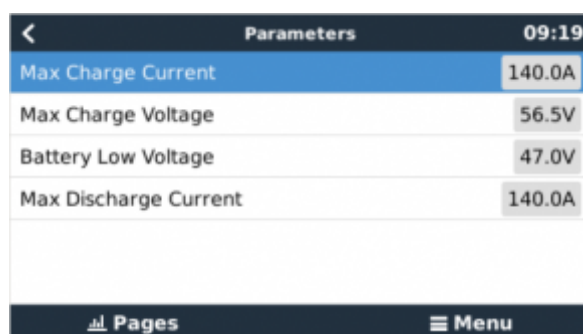 Parameters 09:19
Max Charge Current 140.0A
Max Charge Voltage 56.5V
Battery Low Voltage 47.0V
Max Discharge Current 140.0A
Pages Menu